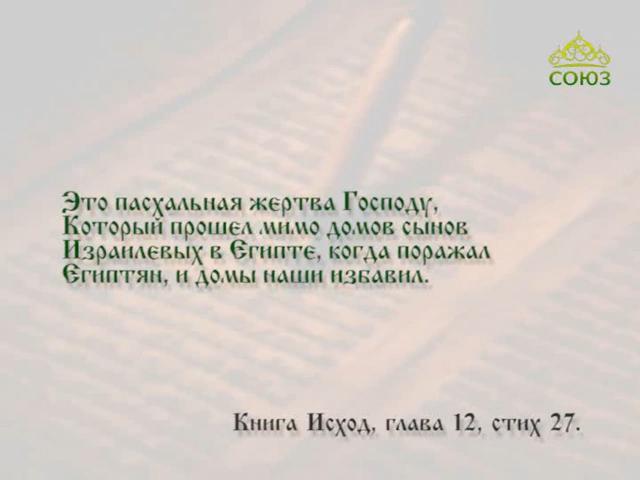 СОЮЗ
Это пасхальная жертва Господу,
Который прошел мимо домов сынов
Израилевых в Египте, когда поражал
Египтян, и домы наши избавил.
Книга Исход, глава 12, стих 27.